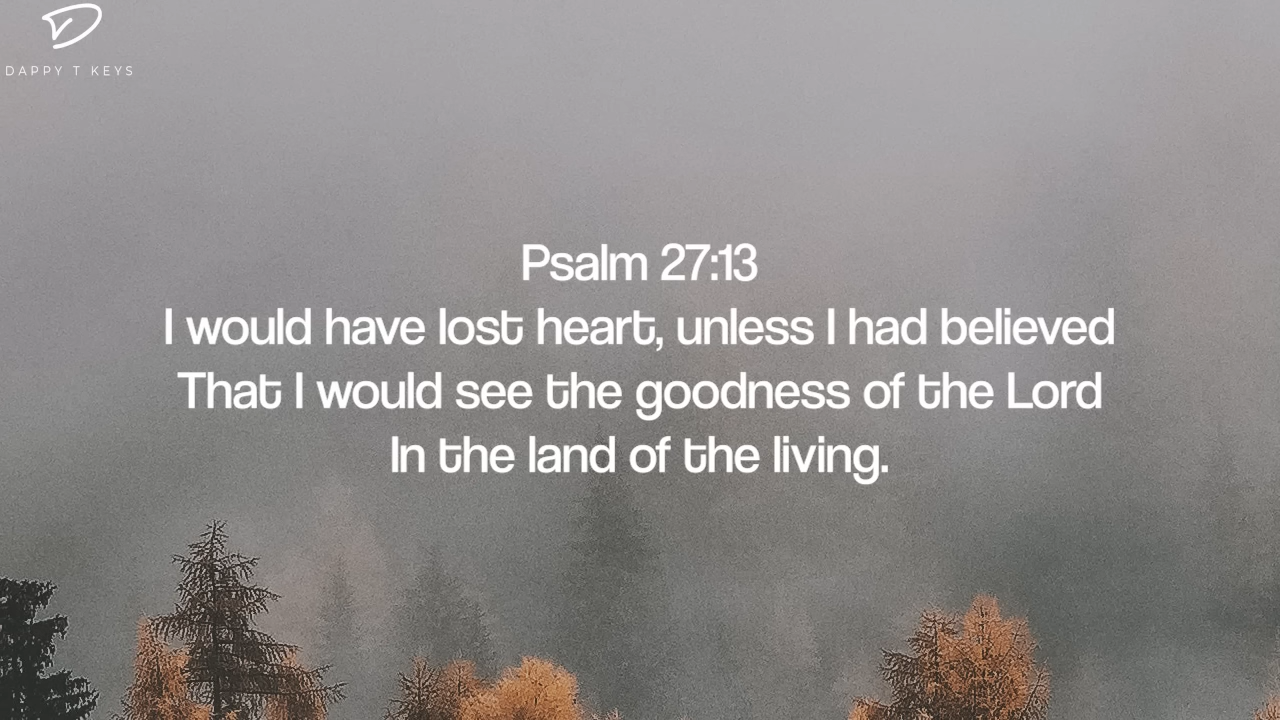 DAPPY T KEYS
Psalm 27:13
I would have lost heart, unless I had believed
That I would see the goodness of the Lord
In the land of the living.